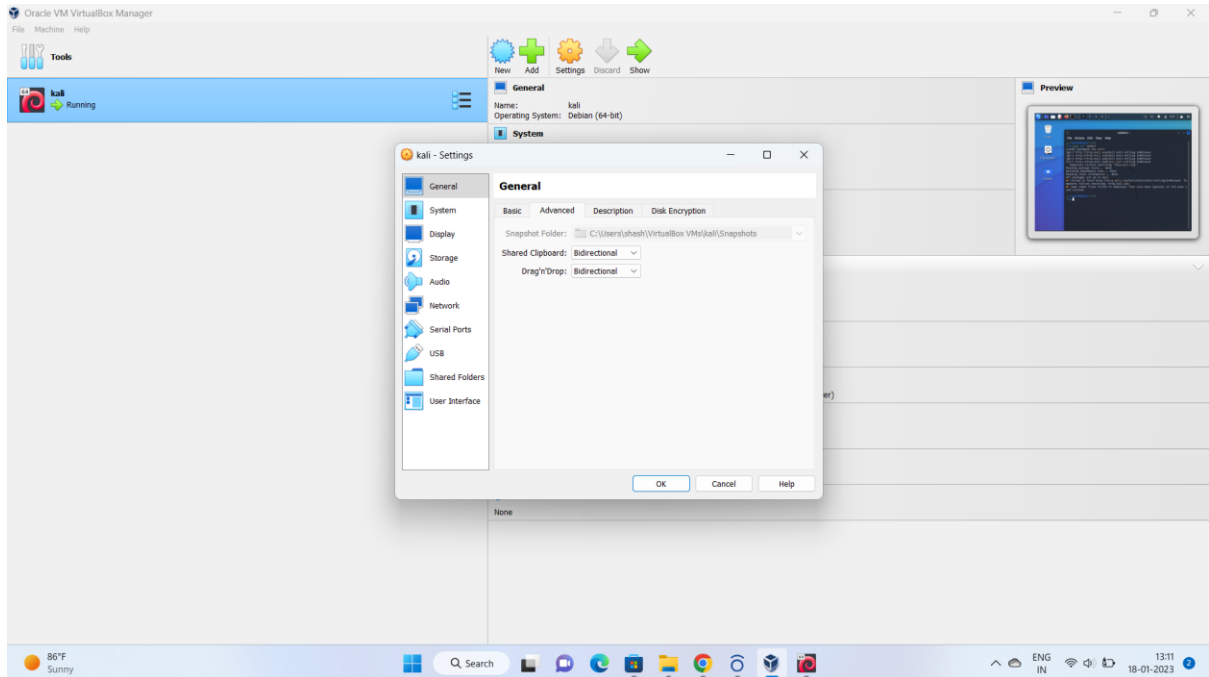 Oracle VM VirtualBox Manager
File Machine Help
Tools
New Add Settings Discard Show
kali
Running
General
Name: kali
Operating System: Debian (64-bit)
System
Preview
kali - Settings
General
System
Display
Storage
Audio
Network
Serial Ports
USB
Shared Folders
User Interface
General
Basic Advanced Description Disk Encryption
Snapshot Folder: C:\Users\shash\VirtualBox VMs\kali\Snapshots
Shared Clipboard: Bidirectional
Drag'n'Drop: Bidirectional
OK Cancel Help
er)
None
86°F
Sunny
Search
ENG
IN
13:11
18-01-2023
2